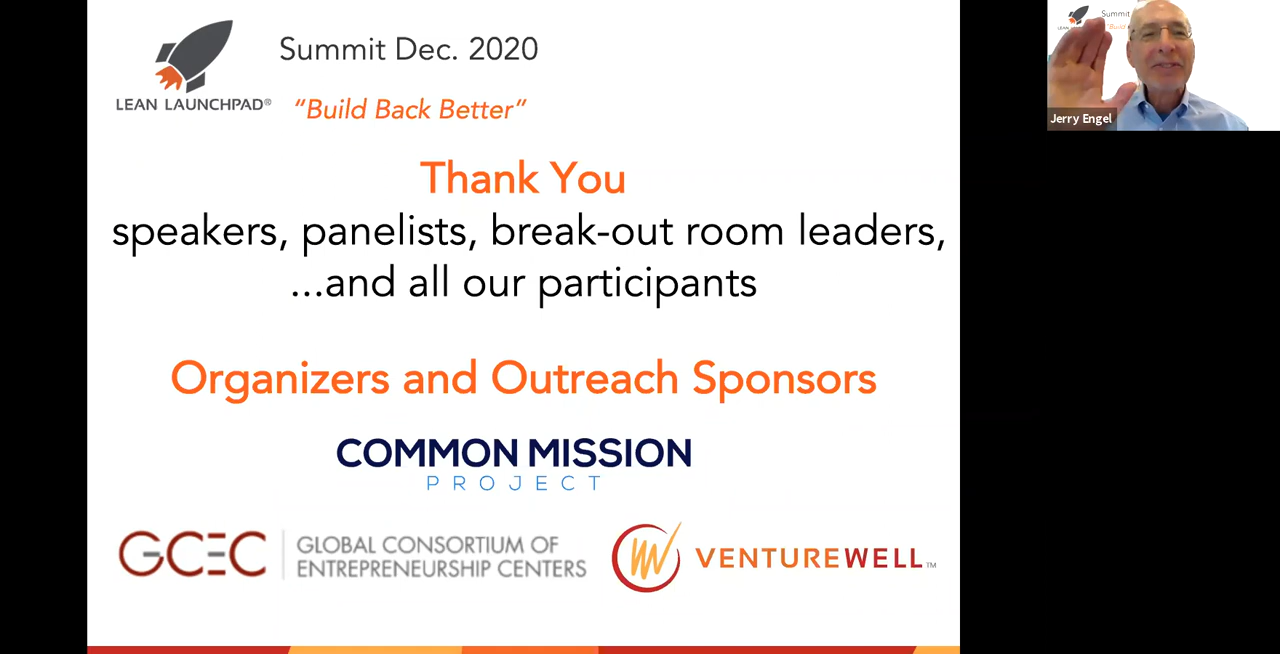 Summit Dec. 2020
LEAN LAUNCHPAD®
“Build Back Better”
Thank You
speakers, panelists, break-out room leaders,
...and all our participants
Organizers and Outreach Sponsors
COMMON MISSION
PROJECT
GCEC
GLOBAL CONSORTIUM OF
ENTREPRENEURSHIP CENTERS
VENTUREWELL™
Summit
"Build
Jerry Engel